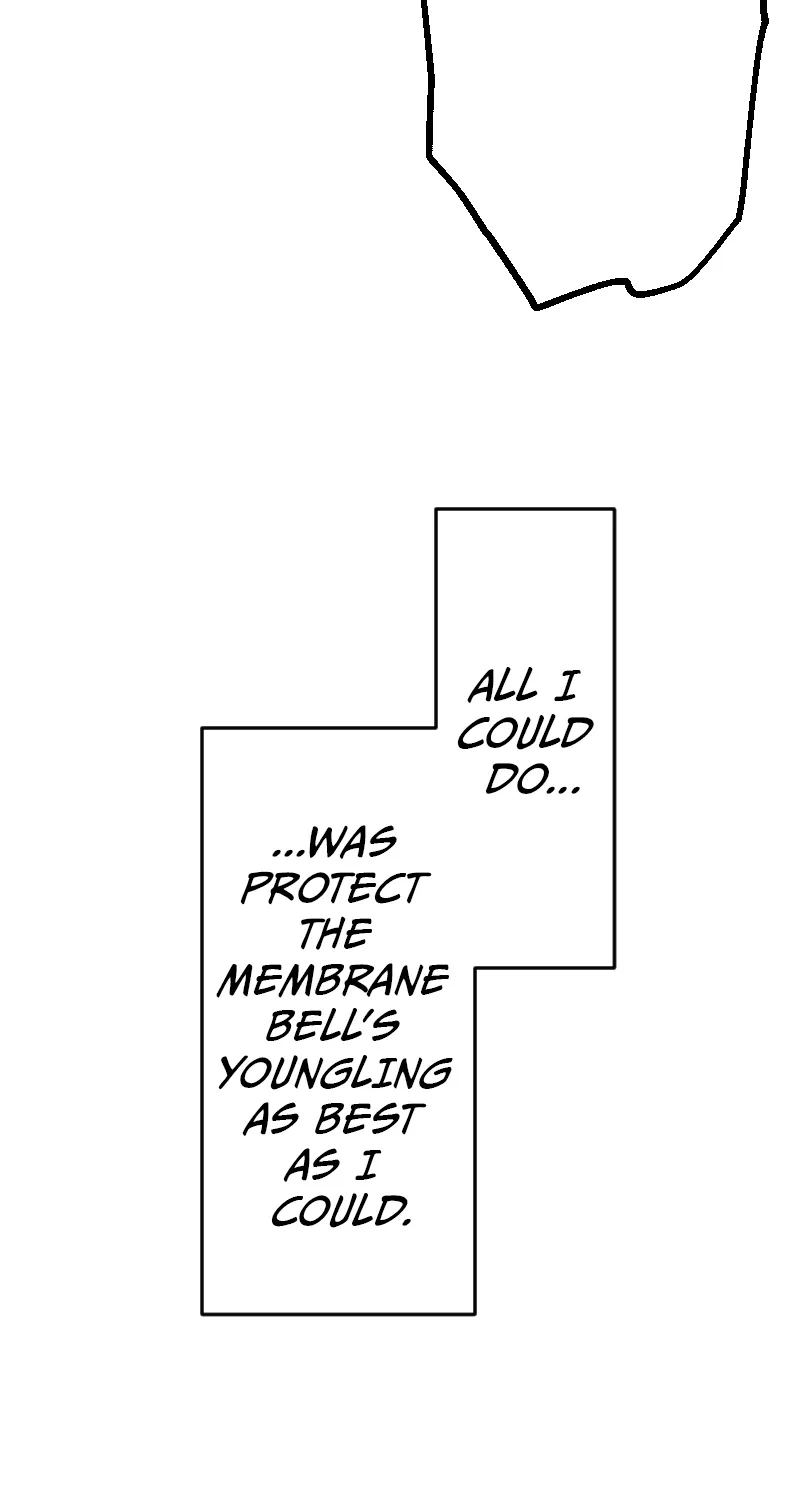 ALL I
COULD
DO...
...WAS
PROTECT
THE
MEMBRANE
BELL'S
YOUNGLING
AS BEST
AS I
COULD.